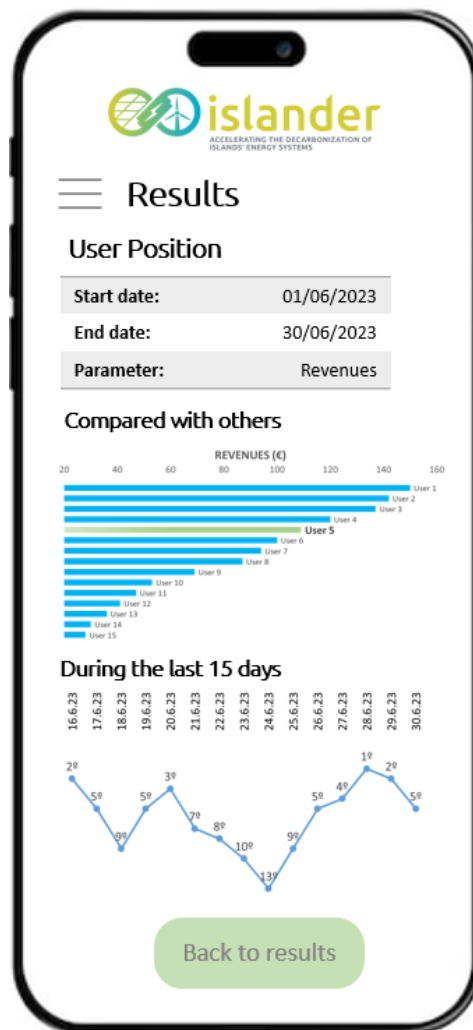 islander
ACCELERATING THE DECARBONIZATION OF
ISLANDS' ENERGY SYSTEMS
Results
User Position
Start date: 01/06/2023
End date: 30/06/2023
Parameter: Revenues
Compared with others
REVENUES (€)
20 40 60 80 100 120 140 160
User 1
User 2
User 3
User 4
User 5
User 6
User 7
User 8
User 9
User 10
User 11
User 12
User 13
User 14
User 15
During the last 15 days
16.6.23 17.6.23 18.6.23 19.6.23 20.6.23 21.6.23 22.6.23 23.6.23 24.6.23 25.6.23 26.6.23 27.6.23 28.6.23 29.6.23 30.6.23
2º 5º 9º 5º 3º 7º 8º 10º 13º 9º 5º 4º 1º 2º 5º
Back to results